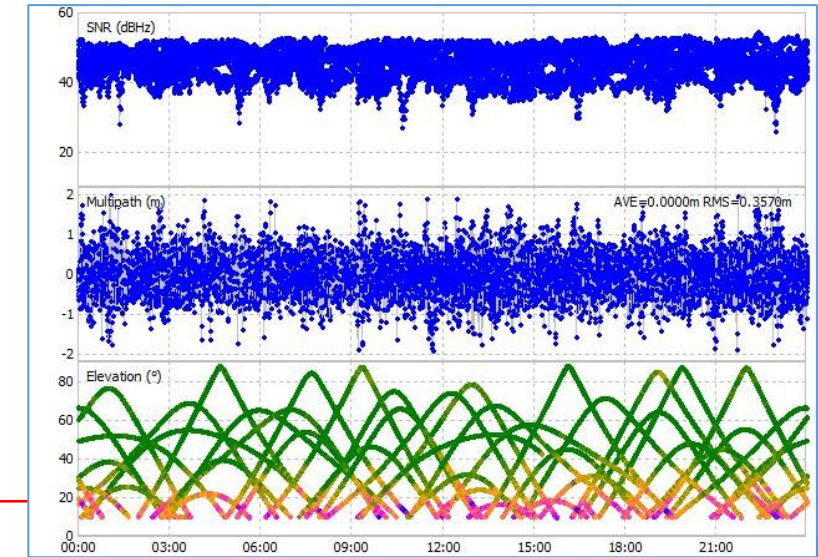 60
SNR (dBHz)
40
20
2
Multipath (m)
AVE=0.0000m RMS=0.3570m
1
0
-1
-2
Elevation (°)
80
60
40
20
0
00:00 03:00 06:00 09:00 12:00 15:00 18:00 21:00